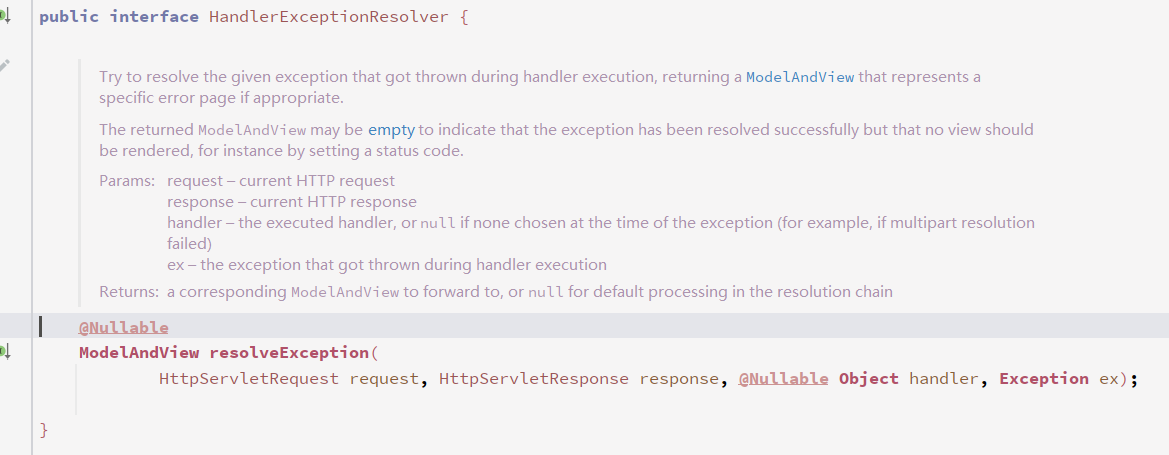 public interface HandlerExceptionResolver {
Try to resolve the given exception that got thrown during handler execution, returning a ModelAndView that represents a
specific error page if appropriate.
The returned ModelAndView may be empty to indicate that the exception has been resolved successfully but that no view should
be rendered, for instance by setting a status code.
Params: request – current HTTP request
response – current HTTP response
handler – the executed handler, or null if none chosen at the time of the exception (for example, if multipart resolution
failed)
ex – the exception that got thrown during handler execution
Returns: a corresponding ModelAndView to forward to, or null for default processing in the resolution chain
@Nullable
ModelAndView resolveException(
HttpServletRequest request, HttpServletResponse response, @Nullable Object handler, Exception ex);
}